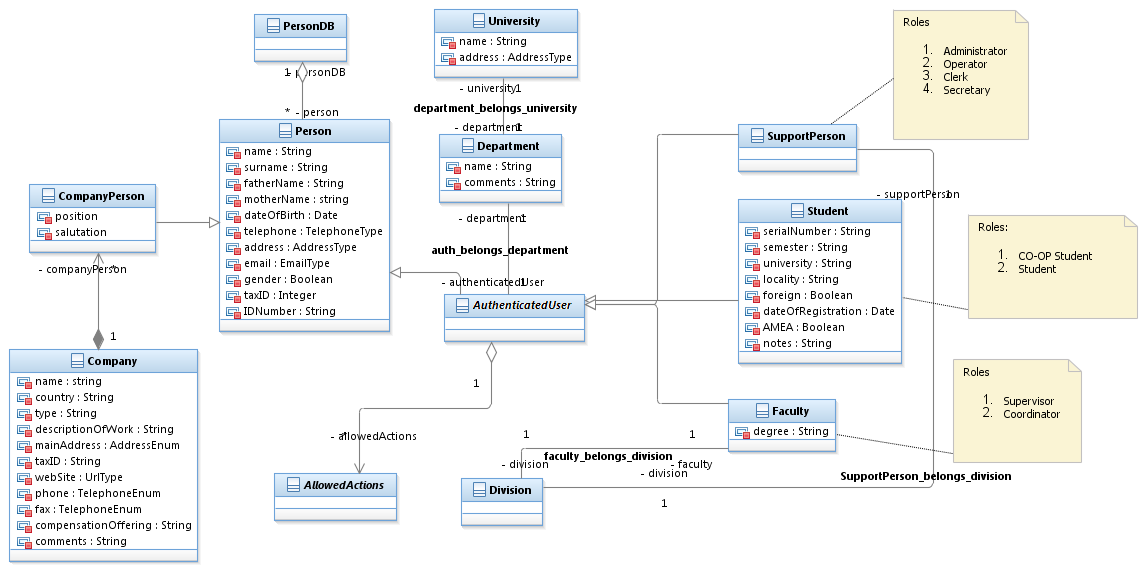 PersonDB
1
- personDB
*
- person
University
name : String
address : AddressType
- university
1
department_belongs_university
- department
1
Department
name : String
comments : String
- department
1
auth_belongs_department
- authenticatedUser
1
Person
name : String
surname : String
fatherName : String
motherName : string
dateOfBirth : Date
telephone : TelephoneType
address : AddressType
email : EmailType
gender : Boolean
taxID : Integer
IDNumber : String
CompanyPerson
position
salutation
- companyPerson
*
1
Company
name : string
country : String
type : String
descriptionOfWork : String
mainAddress : AddressEnum
taxID : String
webSite : UrlType
phone : TelephoneEnum
fax : TelephoneEnum
compensationOffering : String
comments : String
AuthenticatedUser
1
- allowedActions
*
AllowedActions
SupportPerson
- supportPerson
1
Student
serialNumber : String
semester : String
university : String
locality : String
foreign : Boolean
dateOfRegistration : Date
AMEA : Boolean
notes : String
Faculty
degree : String
1
1
faculty_belongs_division
- division
- faculty
- division
SupportPerson_belongs_division
1
Division
Roles
1. Administrator
2. Operator
3. Clerk
4. Secretary
Roles:
1. CO-OP Student
2. Student
Roles
1. Supervisor
2. Coordinator